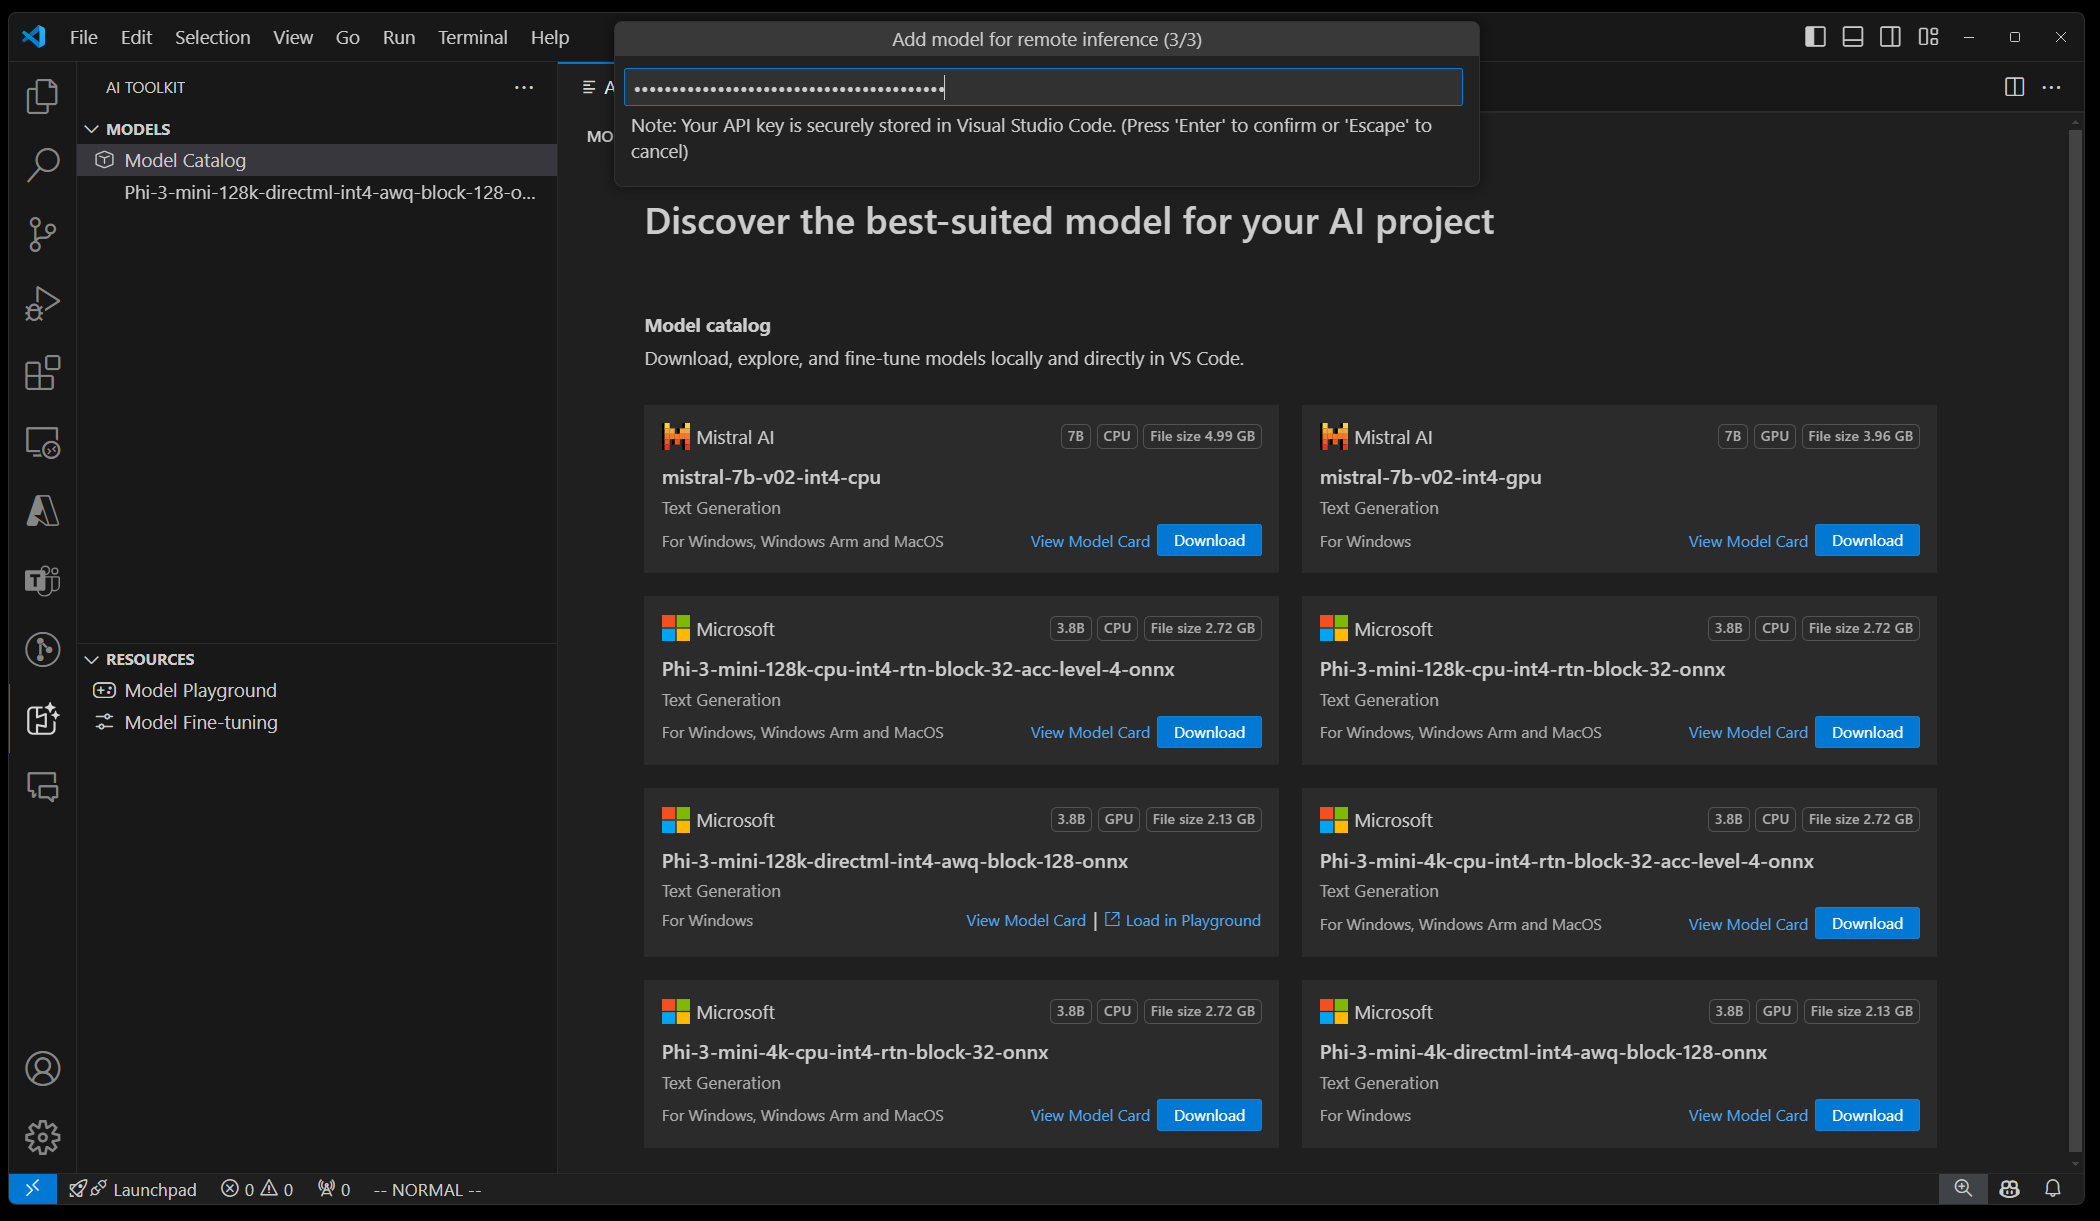 File Edit Selection View Go Run Terminal Help
Add model for remote inference (3/3)
••••••••••••••••••••••••••••••••••••••••
Note: Your API key is securely stored in Visual Studio Code. (Press 'Enter' to confirm or 'Escape' to
cancel)
AI TOOLKIT
MODELS
Model Catalog
Phi-3-mini-128k-directml-int4-awq-block-128-o...
RESOURCES
Model Playground
Model Fine-tuning
A
MO
Discover the best-suited model for your AI project
Model catalog
Download, explore, and fine-tune models locally and directly in VS Code.
Mistral AI 7B CPU File size 4.99 GB
mistral-7b-v02-int4-cpu
Text Generation
For Windows, Windows Arm and MacOS View Model Card Download
Mistral AI 7B GPU File size 3.96 GB
mistral-7b-v02-int4-gpu
Text Generation
For Windows View Model Card Download
Microsoft 3.8B CPU File size 2.72 GB
Phi-3-mini-128k-cpu-int4-rtn-block-32-acc-level-4-onnx
Text Generation
For Windows, Windows Arm and MacOS View Model Card Download
Microsoft 3.8B CPU File size 2.72 GB
Phi-3-mini-128k-cpu-int4-rtn-block-32-onnx
Text Generation
For Windows, Windows Arm and MacOS View Model Card Download
Microsoft 3.8B GPU File size 2.13 GB
Phi-3-mini-128k-directml-int4-awq-block-128-onnx
Text Generation
For Windows View Model Card | Load in Playground
Microsoft 3.8B CPU File size 2.72 GB
Phi-3-mini-4k-cpu-int4-rtn-block-32-acc-level-4-onnx
Text Generation
For Windows, Windows Arm and MacOS View Model Card Download
Microsoft 3.8B CPU File size 2.72 GB
Phi-3-mini-4k-cpu-int4-rtn-block-32-onnx
Text Generation
For Windows, Windows Arm and MacOS View Model Card Download
Microsoft 3.8B GPU File size 2.13 GB
Phi-3-mini-4k-directml-int4-awq-block-128-onnx
Text Generation
For Windows View Model Card Download
Launchpad 0 0 0 -- NORMAL --